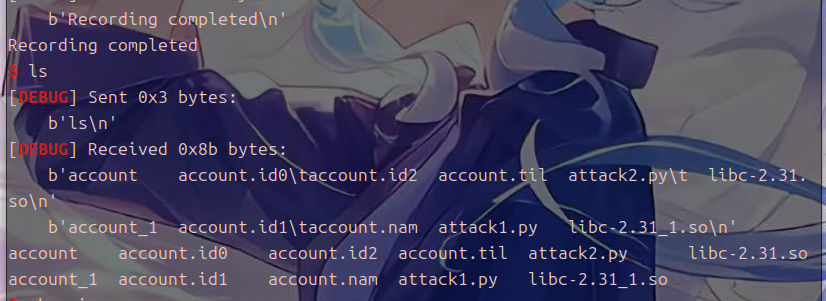 b'Recording completed\n'
Recording completed
$ ls
[DEBUG] Sent 0x3 bytes:
b'ls\n'
[DEBUG] Received 0x8b bytes:
b'account    account.id0\taccount.id2  account.til  attack2.py\t  libc-2.31.
so\n'
b'account_1  account.id1\taccount.nam  attack1.py   libc-2.31_1.so\n'
account    account.id0    account.id2  account.til  attack2.py      libc-2.31.so
account_1  account.id1    account.nam  attack1.py   libc-2.31_1.so